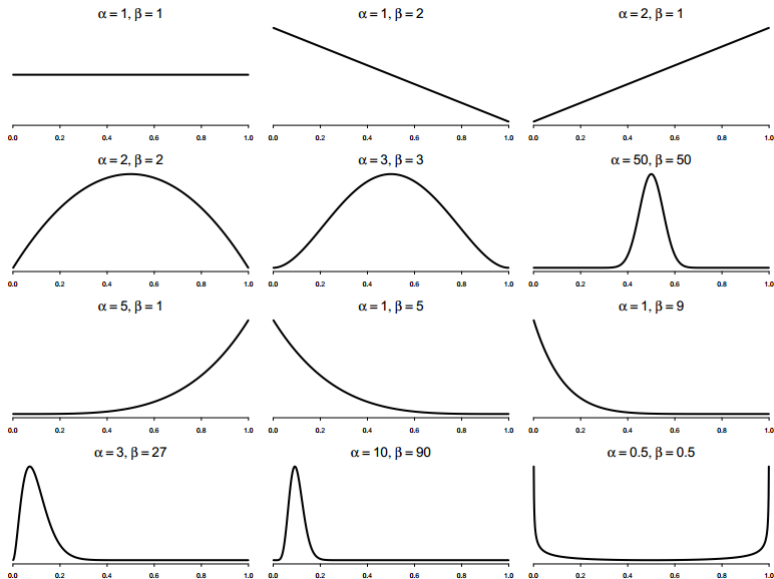 α = 1, β = 1
α = 1, β = 2
α = 2, β = 1
0.0 0.2 0.4 0.6 0.8 1.0
0.0 0.2 0.4 0.6 0.8 1.0
0.0 0.2 0.4 0.6 0.8 1.0
α = 2, β = 2
α = 3, β = 3
α = 50, β = 50
0.0 0.2 0.4 0.6 0.8 1.0
0.0 0.2 0.4 0.6 0.8 1.0
0.0 0.2 0.4 0.6 0.8 1.0
α = 5, β = 1
α = 1, β = 5
α = 1, β = 9
0.0 0.2 0.4 0.6 0.8 1.0
0.0 0.2 0.4 0.6 0.8 1.0
0.0 0.2 0.4 0.6 0.8 1.0
α = 3, β = 27
α = 10, β = 90
α = 0.5, β = 0.5
0.0 0.2 0.4 0.6 0.8 1.0
0.0 0.2 0.4 0.6 0.8 1.0
0.0 0.2 0.4 0.6 0.8 1.0